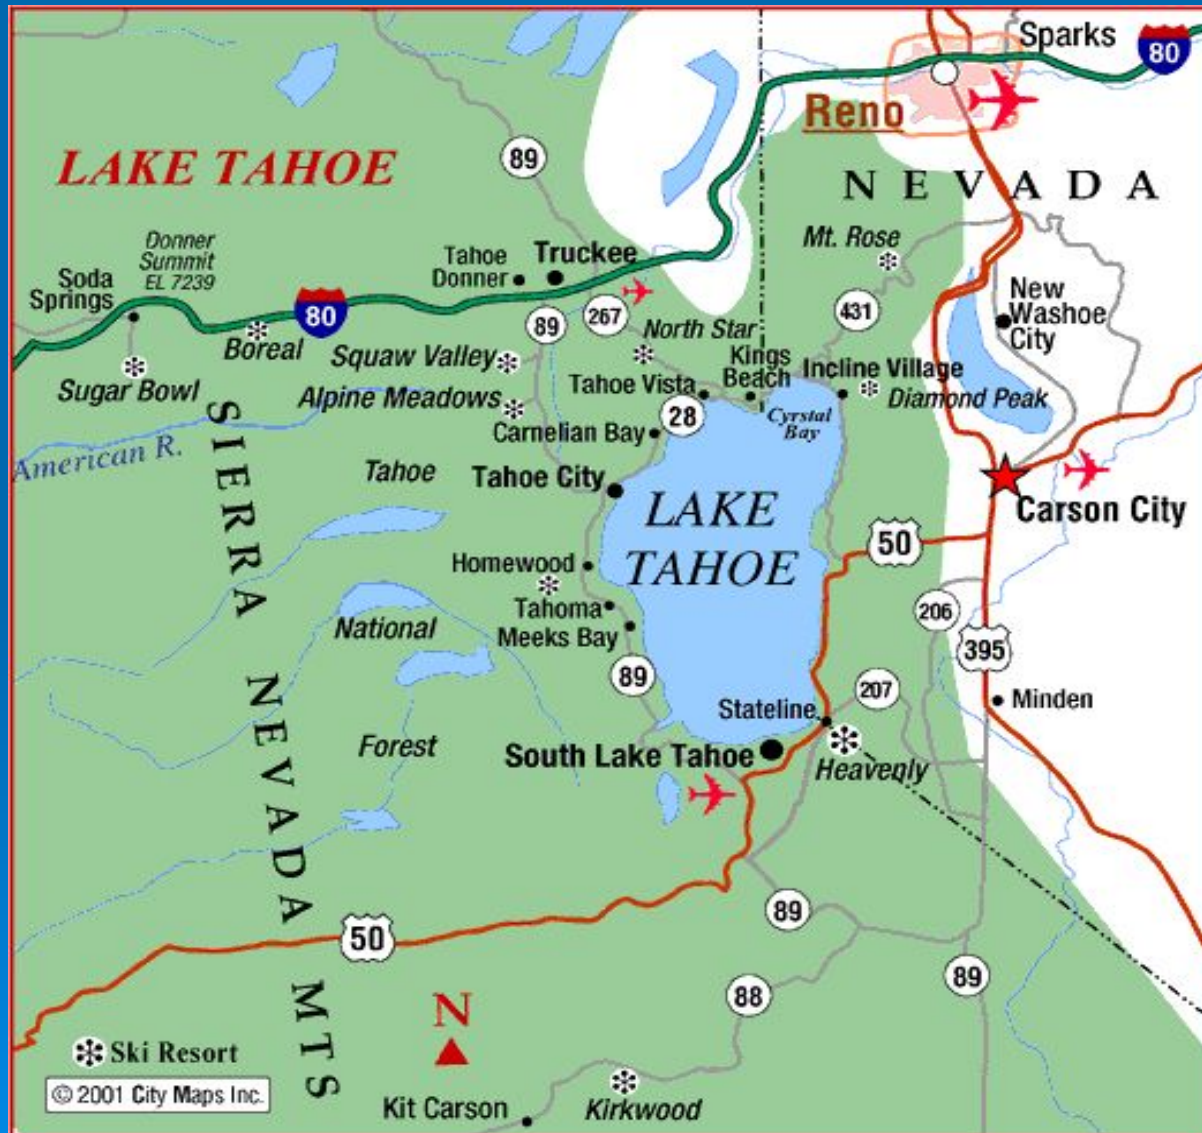 Sparks
80
Reno
LAKE TAHOE
89
NEVADA
Mt. Rose
Donner
Summit
EL 7239
Tahoe
Donner
Truckee
Soda
Springs
80
89
267
431
New
Washoe
City
Boreal
Squaw Valley
North Star
Kings
Beach
Incline Village
Sugar Bowl
Alpine Meadows
Tahoe Vista
Diamond Peak
28
Cyrstal
Bay
Carnelian Bay
American R.
SIERRA NEVADA MTS
Tahoe
Tahoe City
LAKE
TAHOE
Carson City
50
Homewood
Tahoma
Meeks Bay
National
206
395
89
207
Minden
Stateline
Forest
South Lake Tahoe
Heavenly
50
89
89
88
N
Ski Resort
© 2001 City Maps Inc.
Kit Carson
Kirkwood